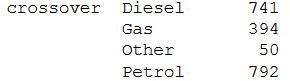 crossover Diesel 741
Gas 394
Other 50
Petrol 792